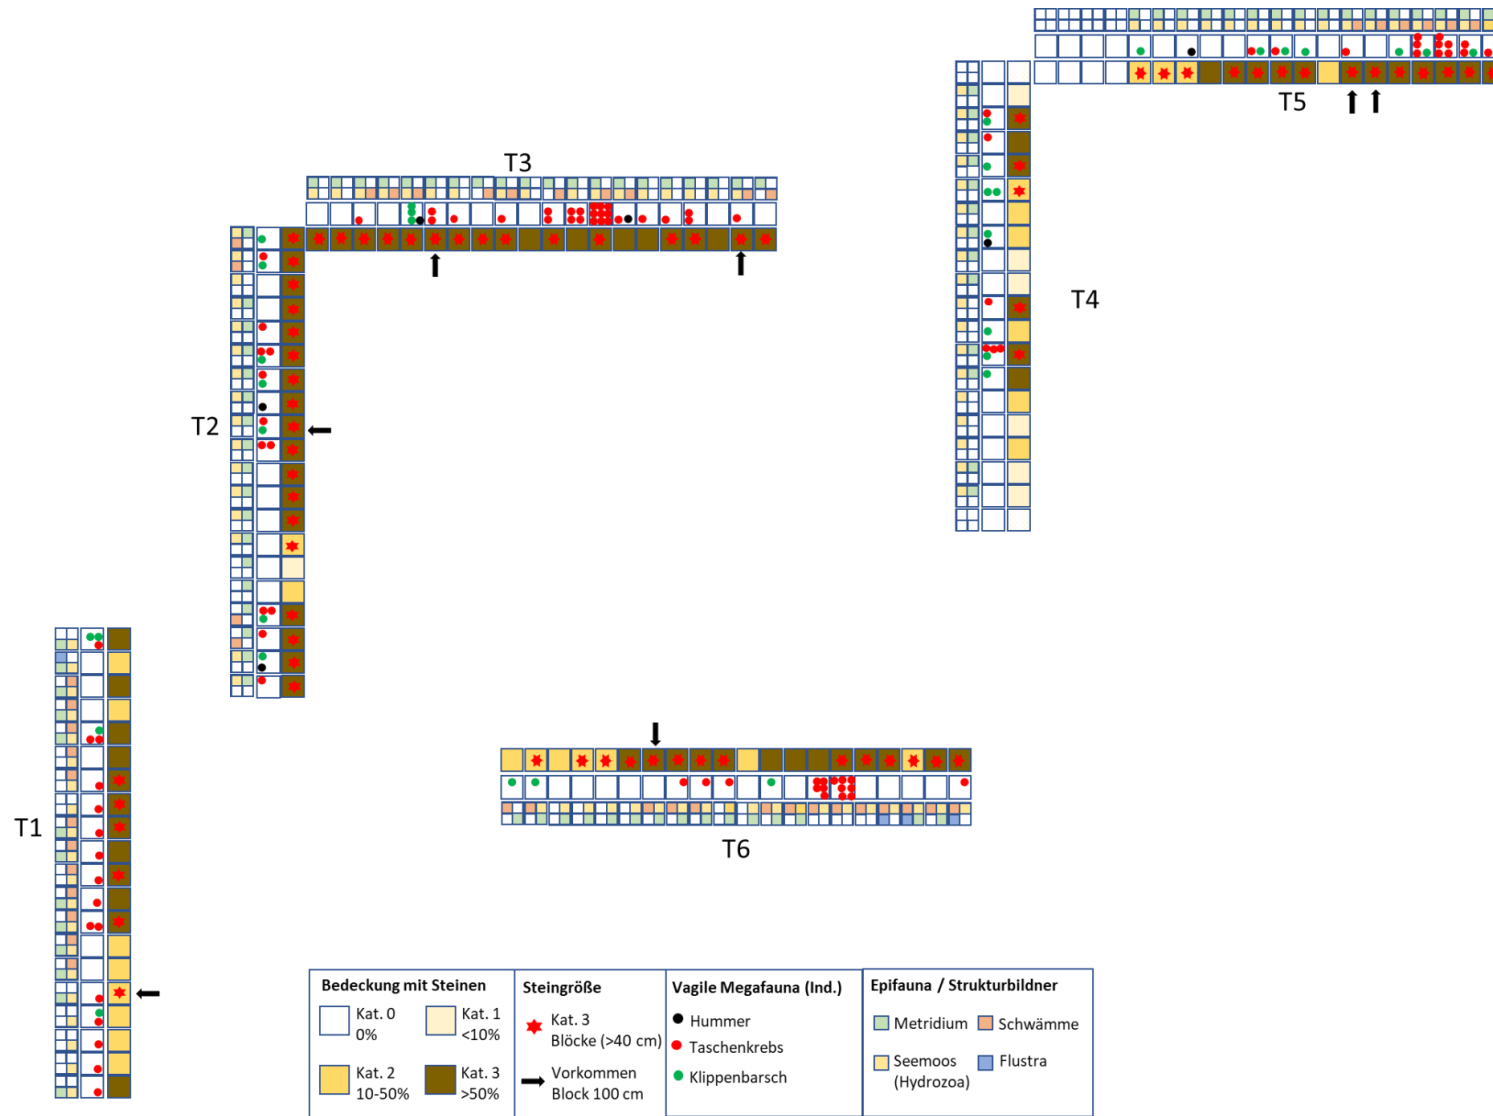 T5
T3
T4
T2
T1
T6
Bedeckung mit Steinen
Kat. 0
0%
Kat. 1
<10%
Kat. 2
10-50%
Kat. 3
>50%
Steingröße
Kat. 3
Blöcke (>40 cm)
Vorkommen
Block 100 cm
Vagile Megafauna (Ind.)
Hummer
Taschenkrebs
Klippenbarsch
Epifauna / Strukturbildner
Metridium
Schwämme
Seemoos
(Hydrozoa)
Flustra